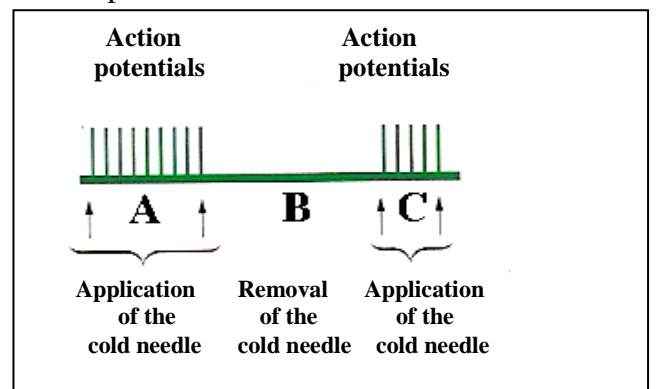 Action potentials
Action potentials
A B C
Application of the cold needle
Removal of the cold needle
Application of the cold needle